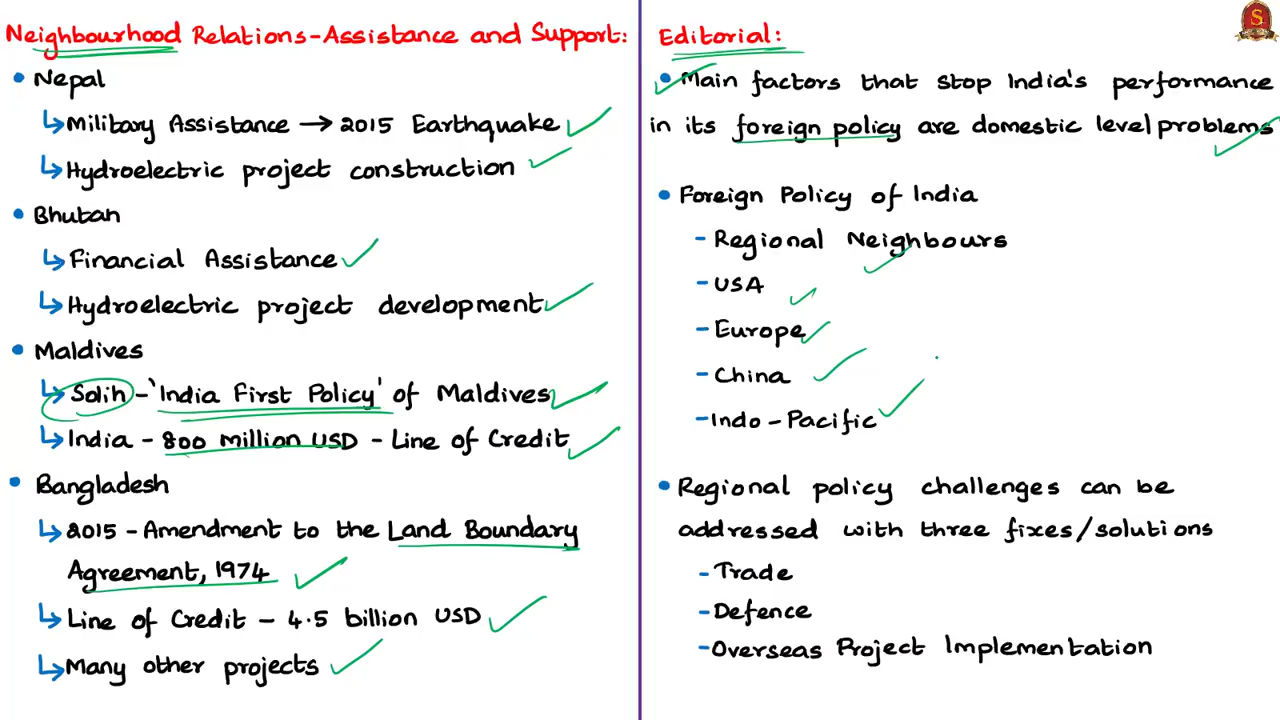 Neighbourhood Relations-Assistance and Support:
• Nepal
↳ Military Assistance → 2015 Earthquake
↳ Hydroelectric project construction
• Bhutan
↳ Financial Assistance
↳ Hydroelectric project development
• Maldives
↳ Solih - 'India First Policy' of Maldives
↳ India - 800 million USD - Line of Credit
• Bangladesh
↳ 2015 - Amendment to the Land Boundary
Agreement, 1974
↳ Line of Credit - 4.5 billion USD
↳ Many other projects
Editorial:
• Main factors that stop India's performance
in its foreign policy are domestic level problems
• Foreign Policy of India
- Regional Neighbours
- USA
- Europe
- China
- Indo-Pacific
• Regional policy challenges can be
addressed with three fixes/solutions
- Trade
- Defence
- Overseas Project Implementation
S